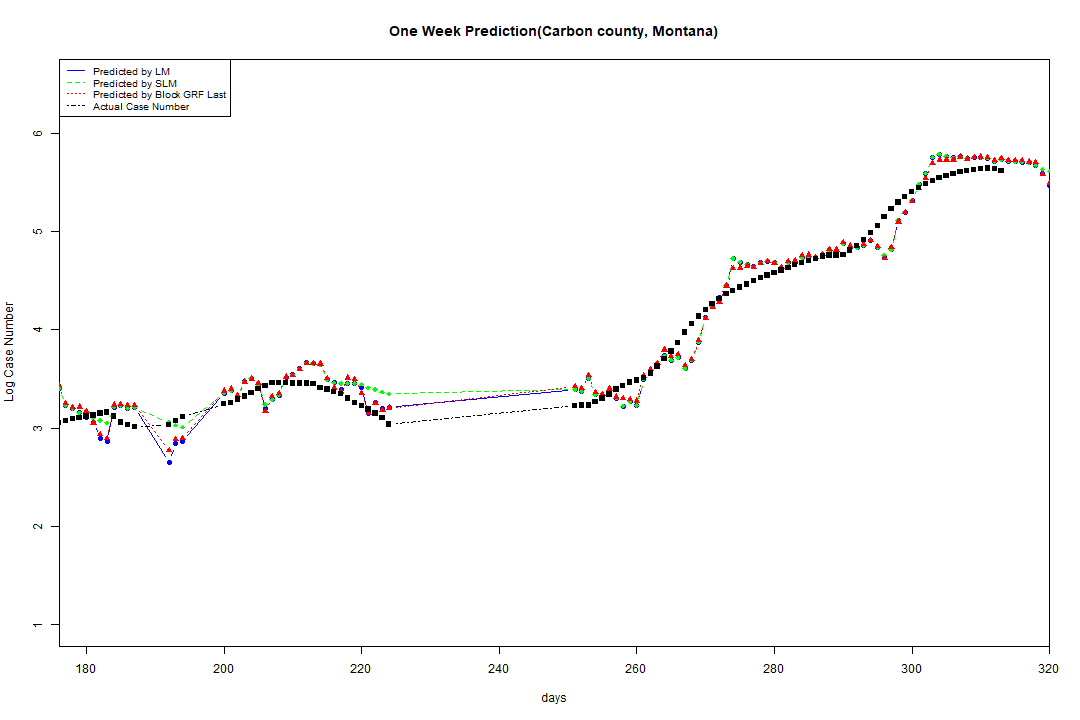 One Week Prediction(Carbon county, Montana)
Predicted by LM
Predicted by SLM
Predicted by Block GRF Last
Actual Case Number
6
5
4
3
2
1
Log Case Number
180 200 220 240 260 280 300 320
days